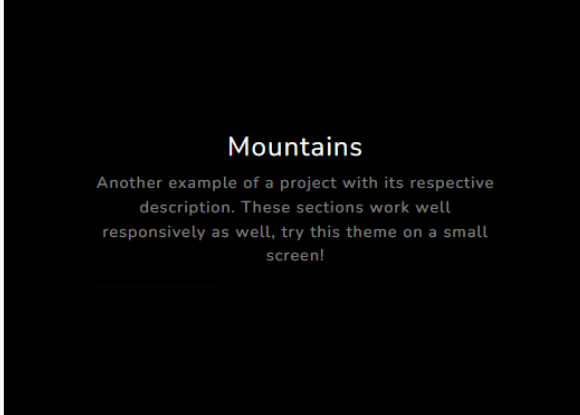 Mountains
Another example of a project with its respective
description. These sections work well
responsively as well, try this theme on a small
screen!